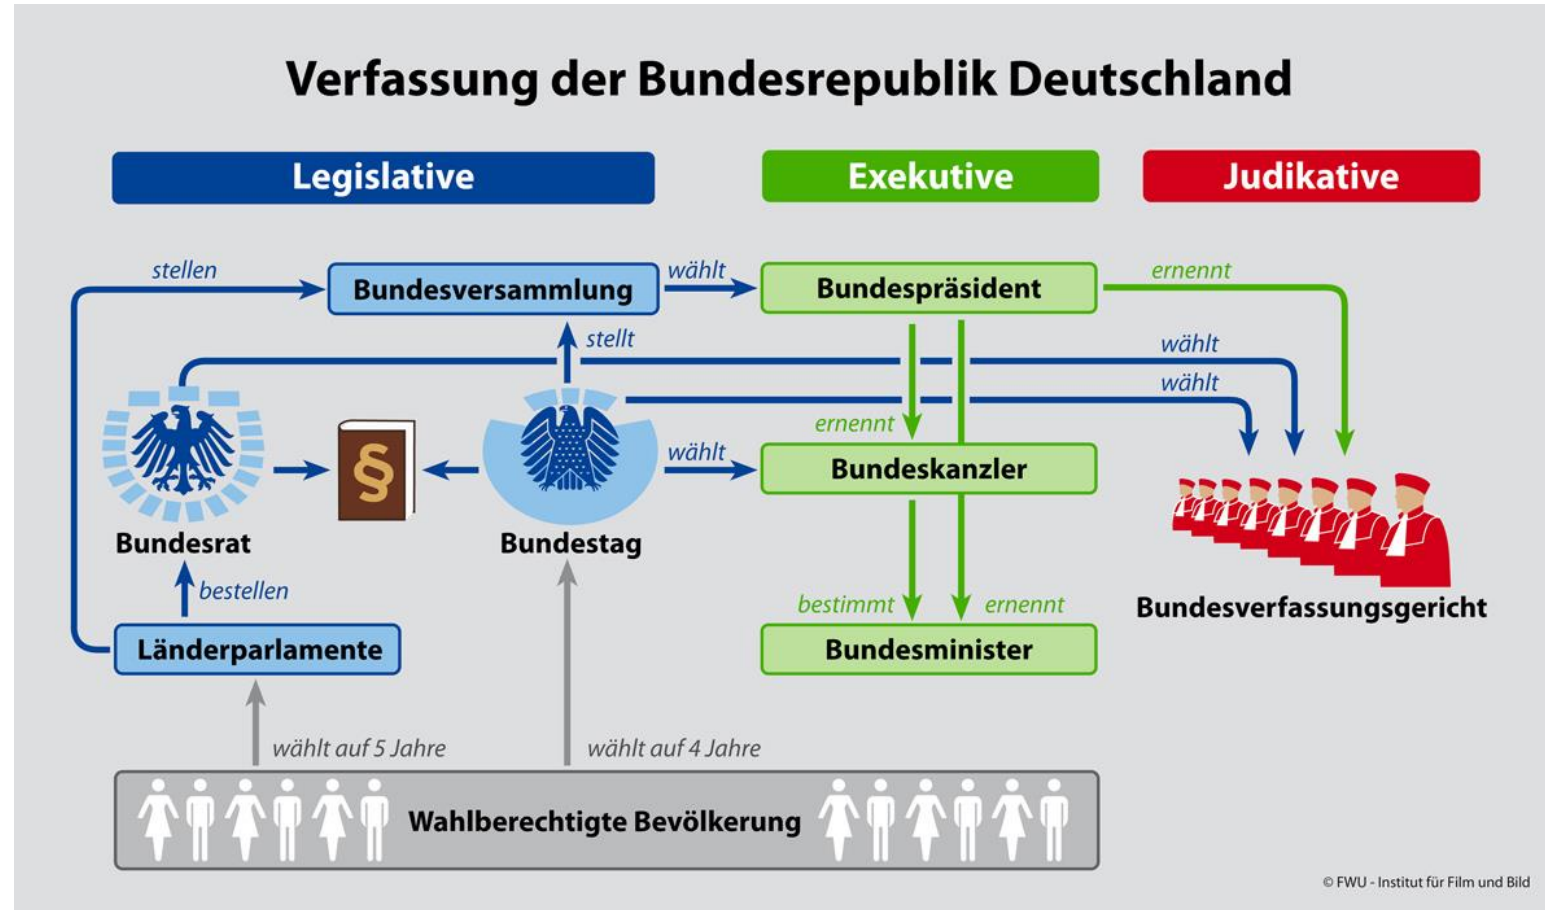 Verfassung der Bundesrepublik Deutschland
Legislative
Exekutive
Judikative
stellen
Bundesversammlung
wählt
Bundespräsident
ernennt
stellt
wählt
wählt
ernennt
§
wählt
Bundeskanzler
Bundesrat
Bundestag
bestellen
bestimmt
ernennt
Bundesverfassungsgericht
Länderparlamente
Bundesminister
wählt auf 5 Jahre
wählt auf 4 Jahre
Wahlberechtigte Bevölkerung
© FWU - Institut für Film und Bild